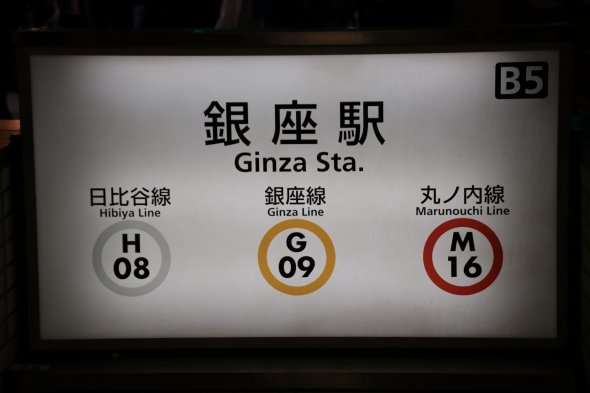 B5
銀座駅
Ginza Sta.
日比谷線
Hibiya Line
H
08
銀座線
Ginza Line
G
09
丸ノ内線
Marunouchi Line
M
16